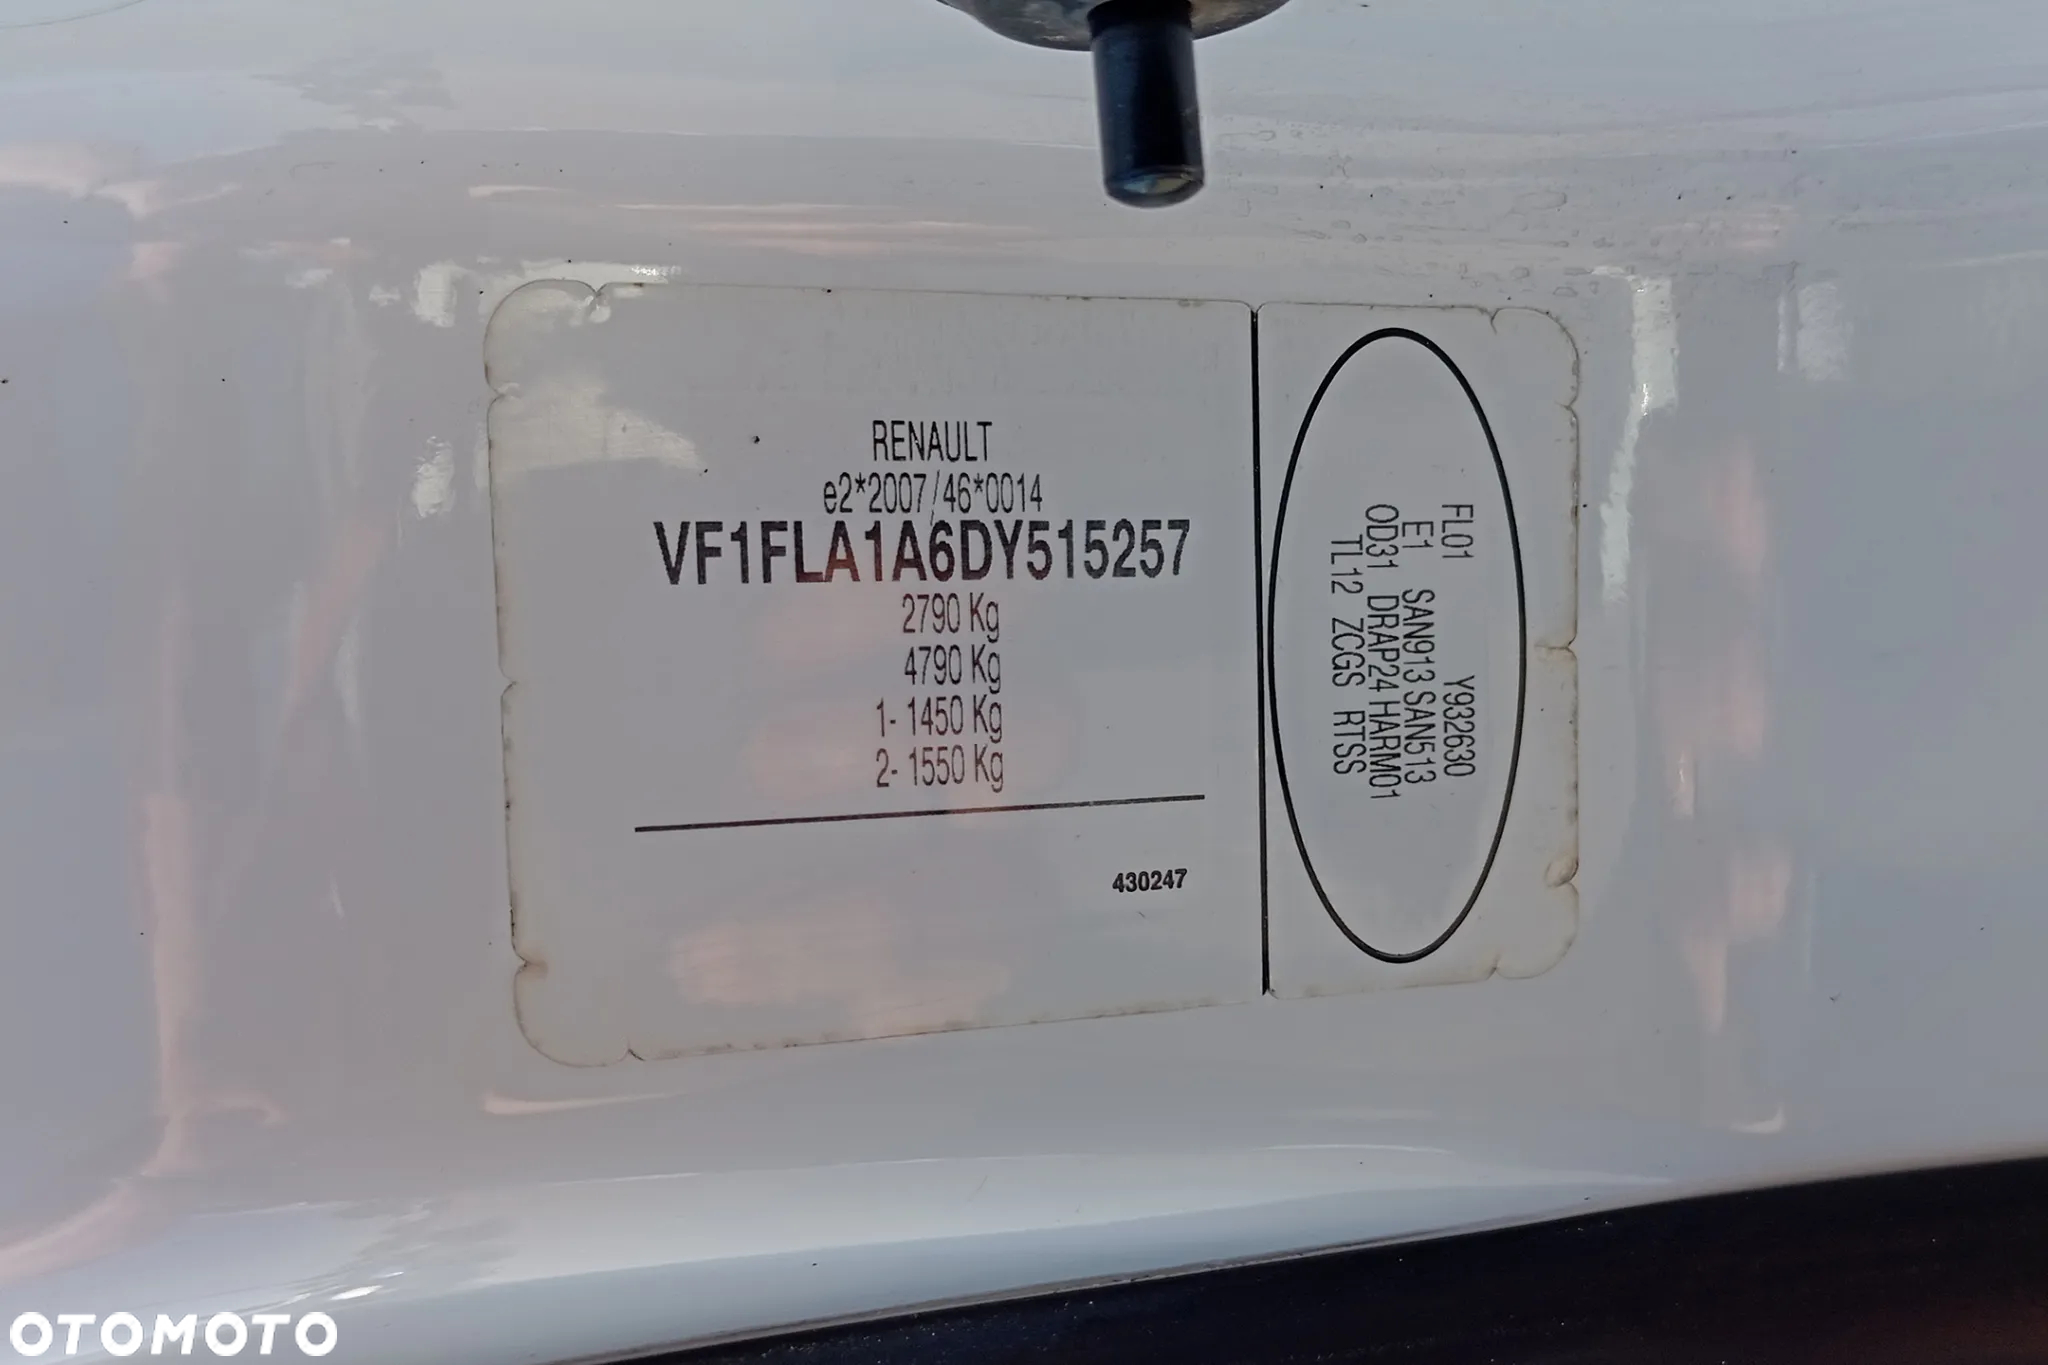 RENAULT
e2*2007/46*0014
VF1FLA1A6DY515257
2790 Kg
4790 Kg
1- 1450 Kg
2- 1550 Kg
430247
FL01 Y932630
E1 SAN913 SAN513
OD31 DRAP24 HARM01
TL12 ZCGS RTSS
OTOMOTO